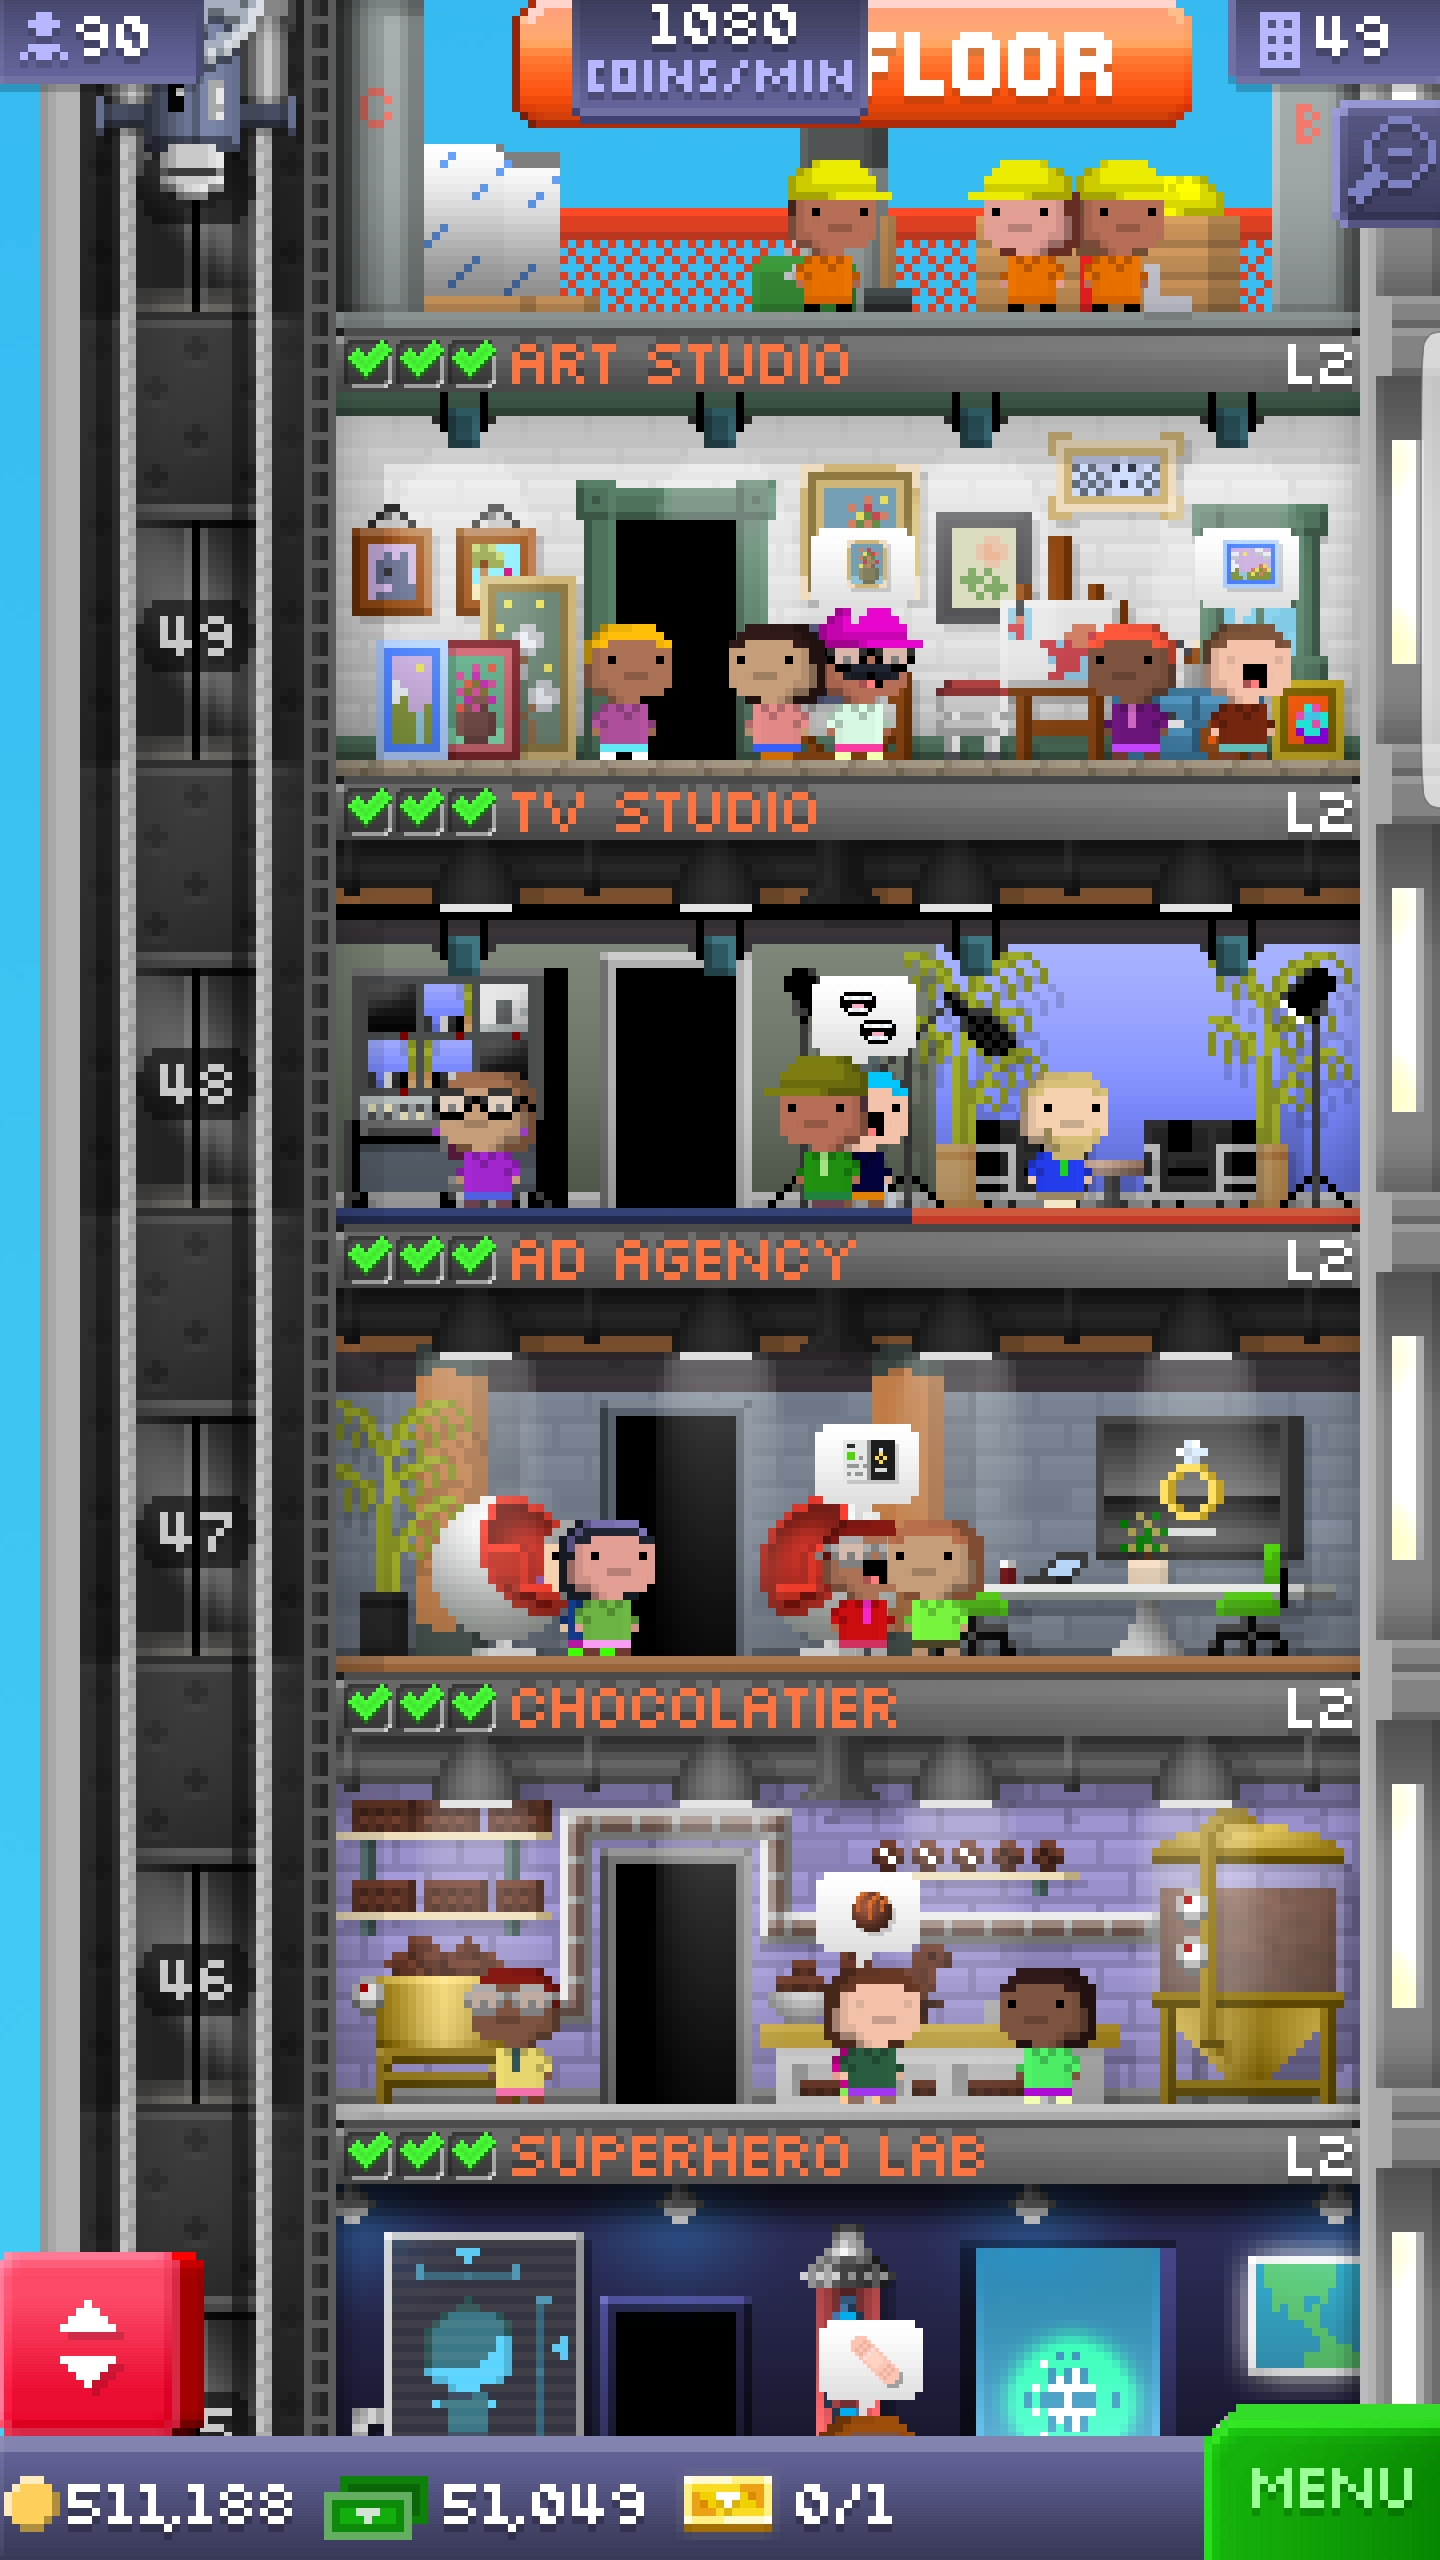 90
1080
COINS/MIN
FLOOR
49
C
B
ART STUDIO L2
49
TV STUDIO L2
48
AD AGENCY L2
47
CHOCOLATIER L2
46
SUPERHERO LAB L2
5
511,188
51,049
0/1
MENU